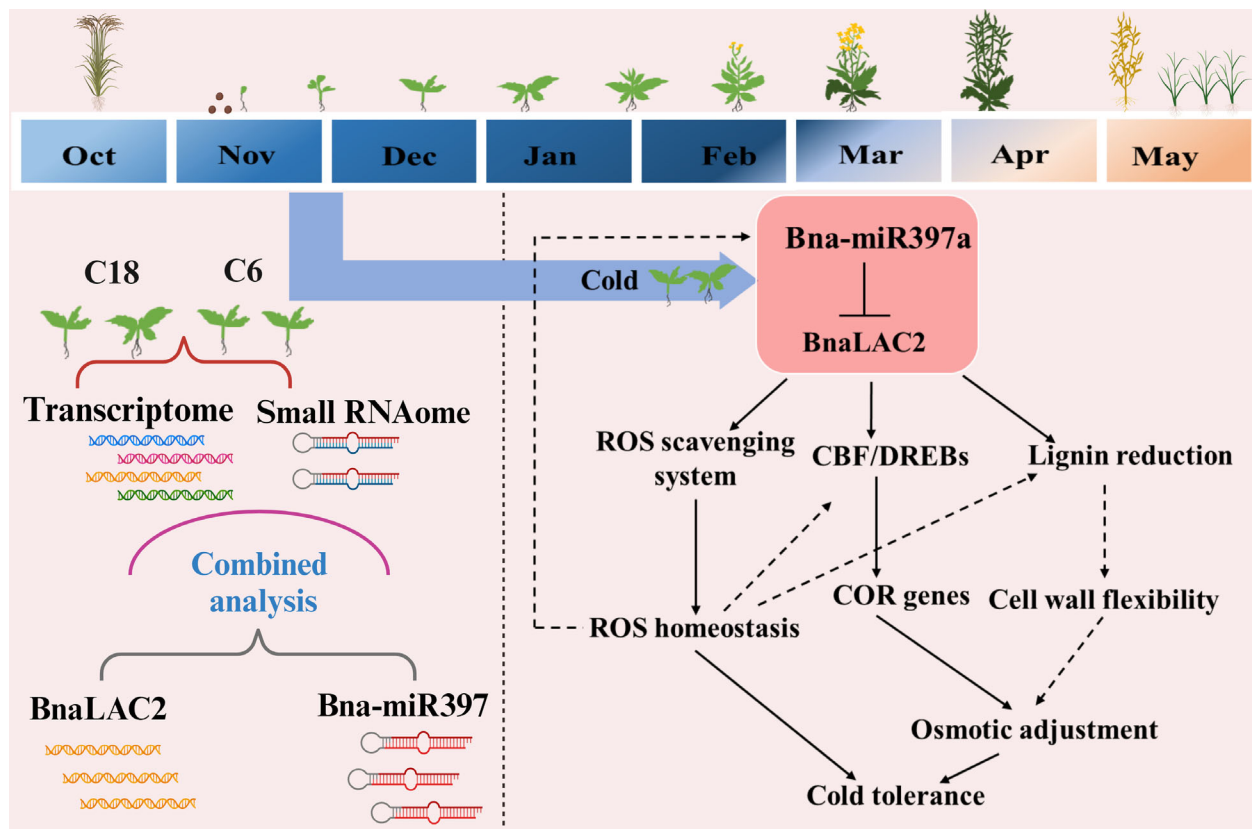 Oct Nov Dec Jan Feb Mar Apr May
C18 C6
Transcriptome Small RNAome
Combined
analysis
BnaLAC2 Bna-miR397
Cold
Bna-miR397a
BnaLAC2
ROS scavenging
system
CBF/DREBs
Lignin reduction
ROS homeostasis
COR genes
Cell wall flexibility
Osmotic adjustment
Cold tolerance